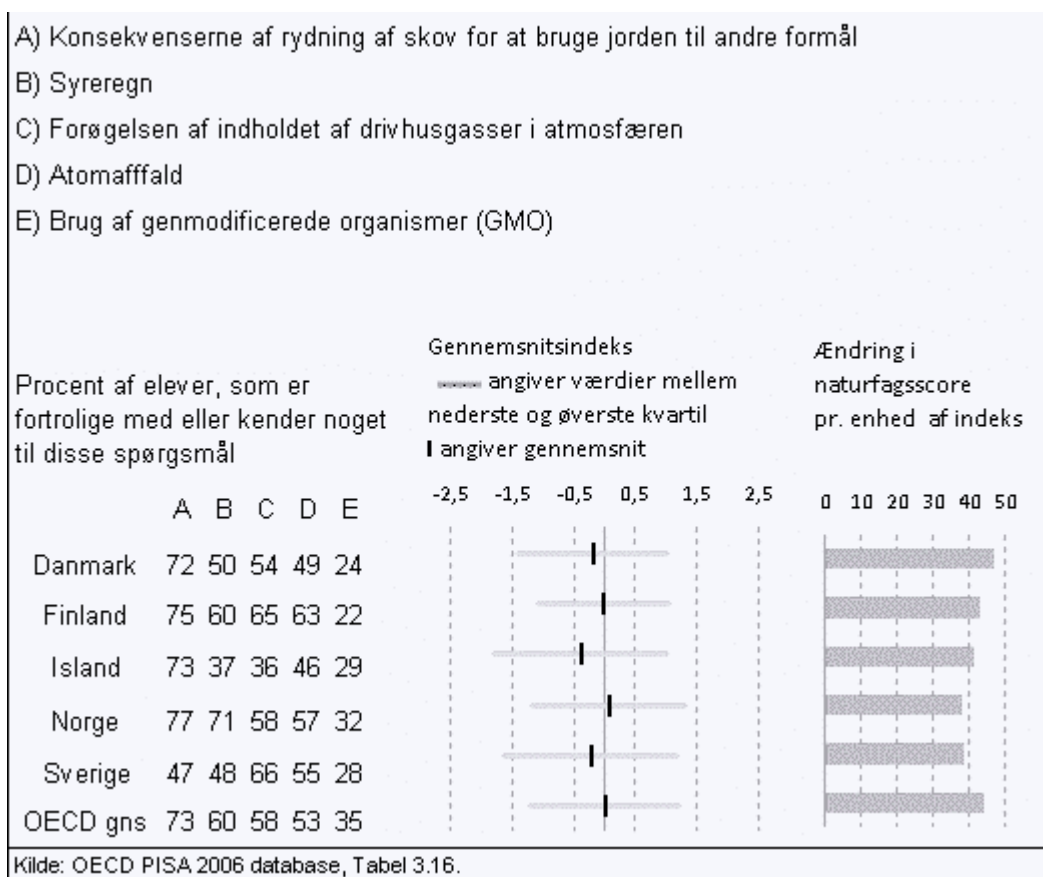 A) Konsekvenserne af rydning af skov for at bruge jorden til andre formål
B) Syreregn
C) Forøgelsen af indholdet af drivhusgasser i atmosfæren
D) Atomafffald
E) Brug af genmodificerede organismer (GMO)
Procent af elever, som er
fortrolige med eller kender noget
til disse spørgsmål
Gennemsnitsindeks
angiver værdier mellem
nederste og øverste kvartil
angiver gennemsnit
Ændring i
naturfagsscore
pr. enhed af indeks
-2,5 -1,5 -0,5 0,5 1,5 2,5
0 10 20 30 40 50
A B C D E
Danmark 72 50 54 49 24
Finland 75 60 65 63 22
Island 73 37 36 46 29
Norge 77 71 58 57 32
Sverige 47 48 66 55 28
OECD gns 73 60 58 53 35
Kilde: OECD PISA 2006 database, Tabel 3.16.